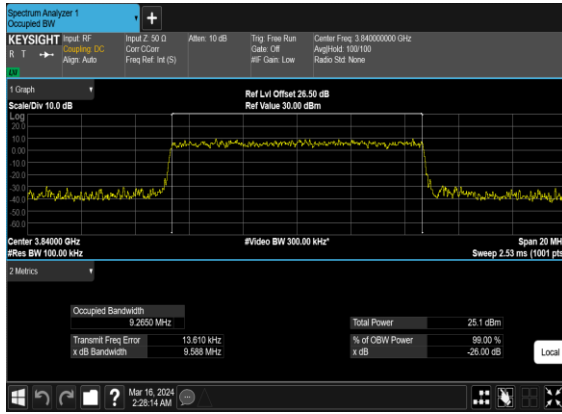 Spectrum Analyzer 1
Occupied BW
+
KEYSIGHT Input: RF Input Z: 50 Ω Atten: 10 dB Trig: Free Run Center Freq: 3.840000000 GHz
R T Coupling: DC Corr CCorr Gate: Off Avg|Hold: 100/100
Align: Auto Freq Ref: Int (S) #IF Gain: Low Radio Std: None
LW
1 Graph
Ref Lvl Offset 26.50 dB
Scale/Div 10.0 dB Ref Value 30.00 dBm
Log
20.0
10.0
0.00
-10.0
-20.0
-30.0
-40.0
-50.0
-60.0
Center 3.84000 GHz #Video BW 300.00 kHz* Span 20 MH
#Res BW 100.00 kHz Sweep 2.53 ms (1001 pts
2 Metrics
Occupied Bandwidth
9.2650 MHz Total Power 25.1 dBm
Transmit Freq Error 13.610 kHz % of OBW Power 99.00 %
x dB Bandwidth 9.588 MHz x dB -26.00 dB
Local
? Mar 16, 2024
2:28:14 AM